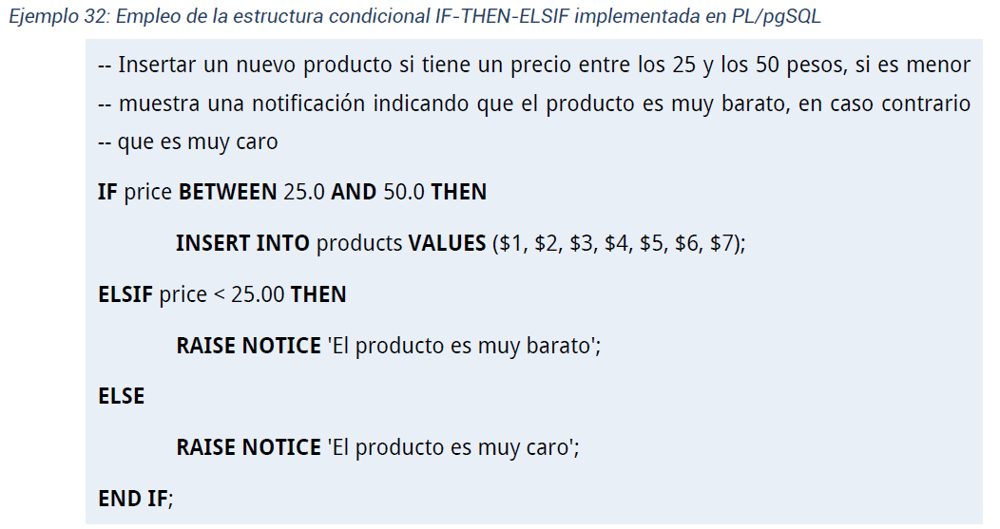 Ejemplo 32: Empleo de la estructura condicional IF-THEN-ELSIF implementada en PL/pgSQL
-- Insertar un nuevo producto si tiene un precio entre los 25 y los 50 pesos, si es menor
-- muestra una notificación indicando que el producto es muy barato, en caso contrario
-- que es muy caro
IF price BETWEEN 25.0 AND 50.0 THEN
INSERT INTO products VALUES ($1, $2, $3, $4, $5, $6, $7);
ELSIF price < 25.00 THEN
RAISE NOTICE 'El producto es muy barato';
ELSE
RAISE NOTICE 'El producto es muy caro';
END IF;